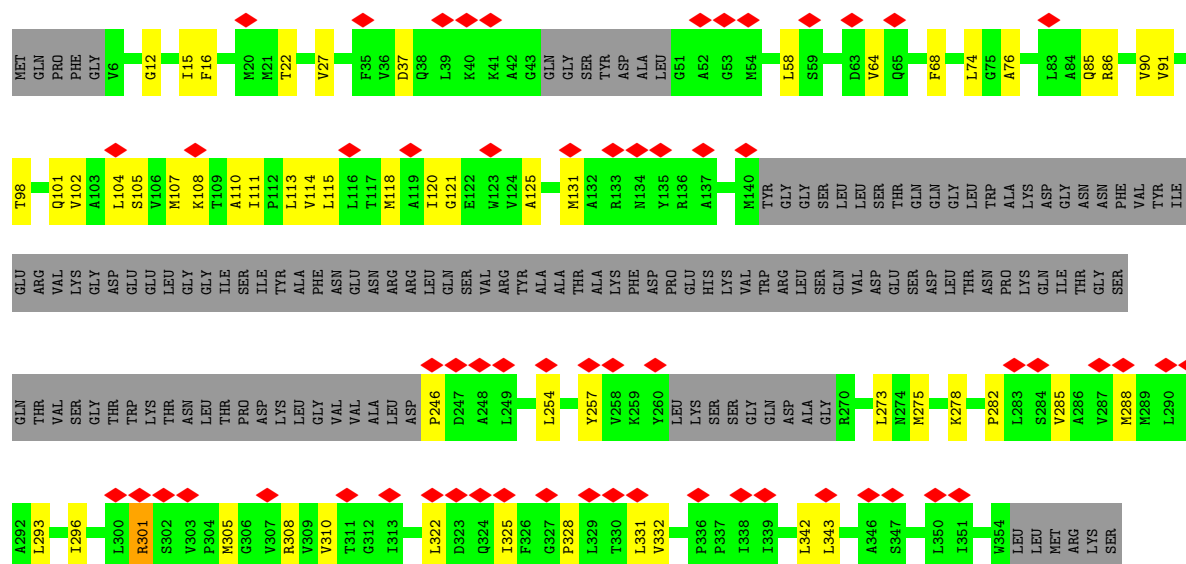 MET GLN PRO PHE GLY V6 G12 I15 F16 M20 M21 T22 V27 F35 V36 D37 Q38 L39 K40 K41 A42 G43 GLN GLY SER TYR ASP ALA LEU G51 A52 G53 M54 L58 S59 D63 V64 Q65 F68 L74 G75 A76 L83 A84 Q85 R86 V90 V91
T98 Q101 V102 A103 L104 S105 V106 M107 K108 T109 A110 I111 P112 L113 V114 L115 L116 T117 M118 A119 I120 G121 E122 W123 V124 A125 M131 A132 R133 N134 Y135 R136 A137 M140 TYR GLY GLY SER LEU LEU SER THR GLN GLN GLY LEU TRP ALA LYS ASP GLY ASN ASN PHE VAL TYR ILE
GLU ARG VAL LYS GLY ASP GLU GLU LEU GLY GLY ILE SER ILE TYR ALA PHE ASN GLU ASN ARG ARG LEU GLN SER VAL ARG TYR ALA ALA THR ALA LYS PHE ASP PRO GLU HIS LYS VAL TRP ARG LEU SER GLN VAL ASP GLU SER ASP LEU THR ASN PRO LYS GLN ILE THR GLY SER
GLN THR VAL SER GLY THR TRP LYS THR ASN LEU THR PRO ASP LYS LEU GLY VAL VAL ALA LEU ASP P246 D247 A248 L249 L254 Y257 V258 K259 Y260 LEU LYS SER SER GLY GLN ASP ALA GLY R270 L273 N274 M275 K278 P282 L283 S284 V285 A286 V287 M288 M289 L290
A292 L293 I296 L300 R301 S302 V303 P304 M305 G306 V307 R308 V309 V310 T311 G312 I313 L322 D323 Q324 I325 F326 G327 P328 L329 T330 L331 V332 P336 P337 I338 I339 L342 L343 A346 S347 L350 I351 W354 LEU LEU MET ARG LYS SER